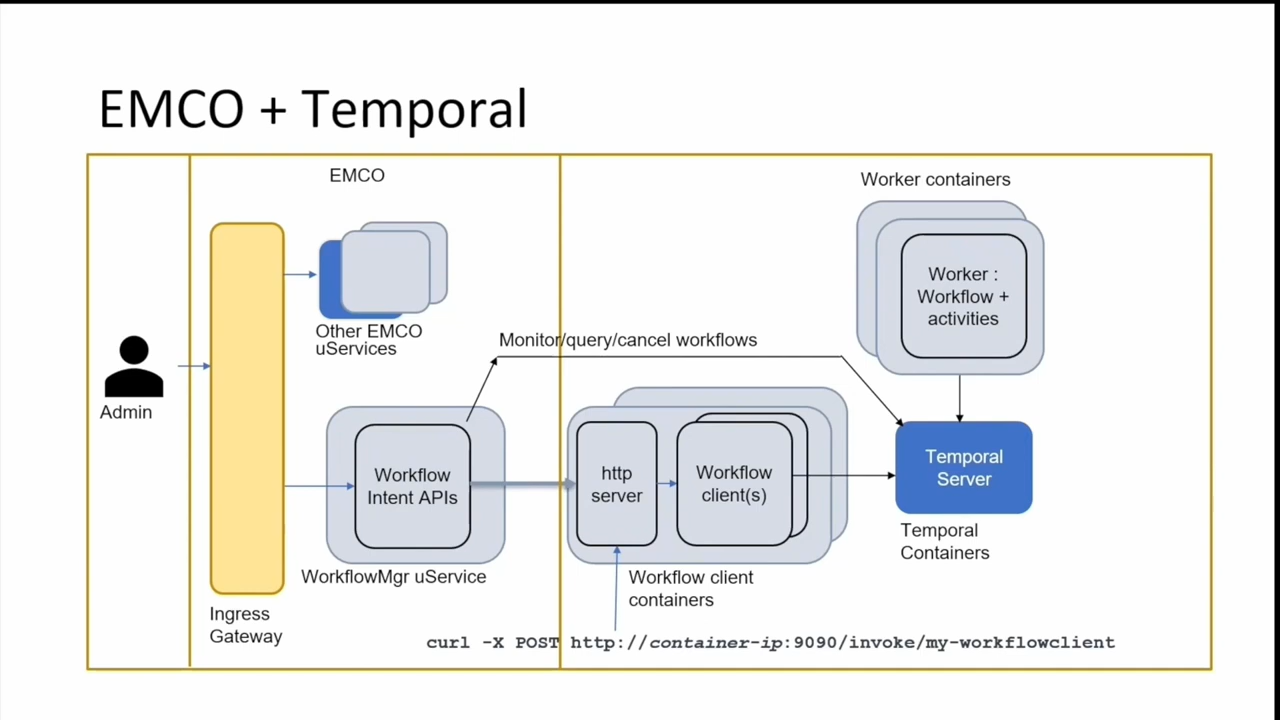 EMCO + Temporal
EMCO
Worker containers
Worker :
Workflow +
activities
Other EMCO
uServices
Monitor/query/cancel workflows
Admin
Workflow
Intent APIs
http
server
Workflow
client(s)
Temporal
Server
Temporal
Containers
WorkflowMgr uService
Workflow client
containers
Ingress
Gateway
curl -X POST http://container-ip:9090/invoke/my-workflowclient